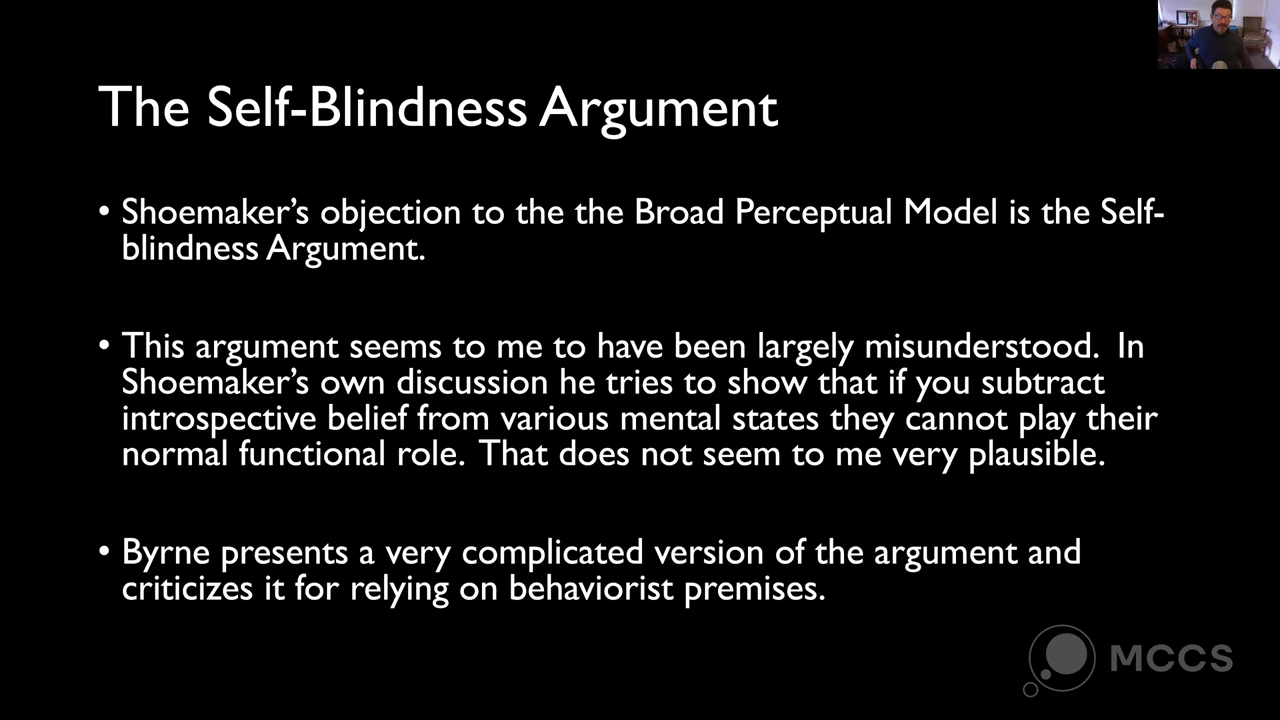 The Self-Blindness Argument
• Shoemaker's objection to the the Broad Perceptual Model is the Self-
blindness Argument.
• This argument seems to me to have been largely misunderstood.  In
Shoemaker's own discussion he tries to show that if you subtract
introspective belief from various mental states they cannot play their
normal functional role.  That does not seem to me very plausible.
• Byrne presents a very complicated version of the argument and
criticizes it for relying on behaviorist premises.
MCCS